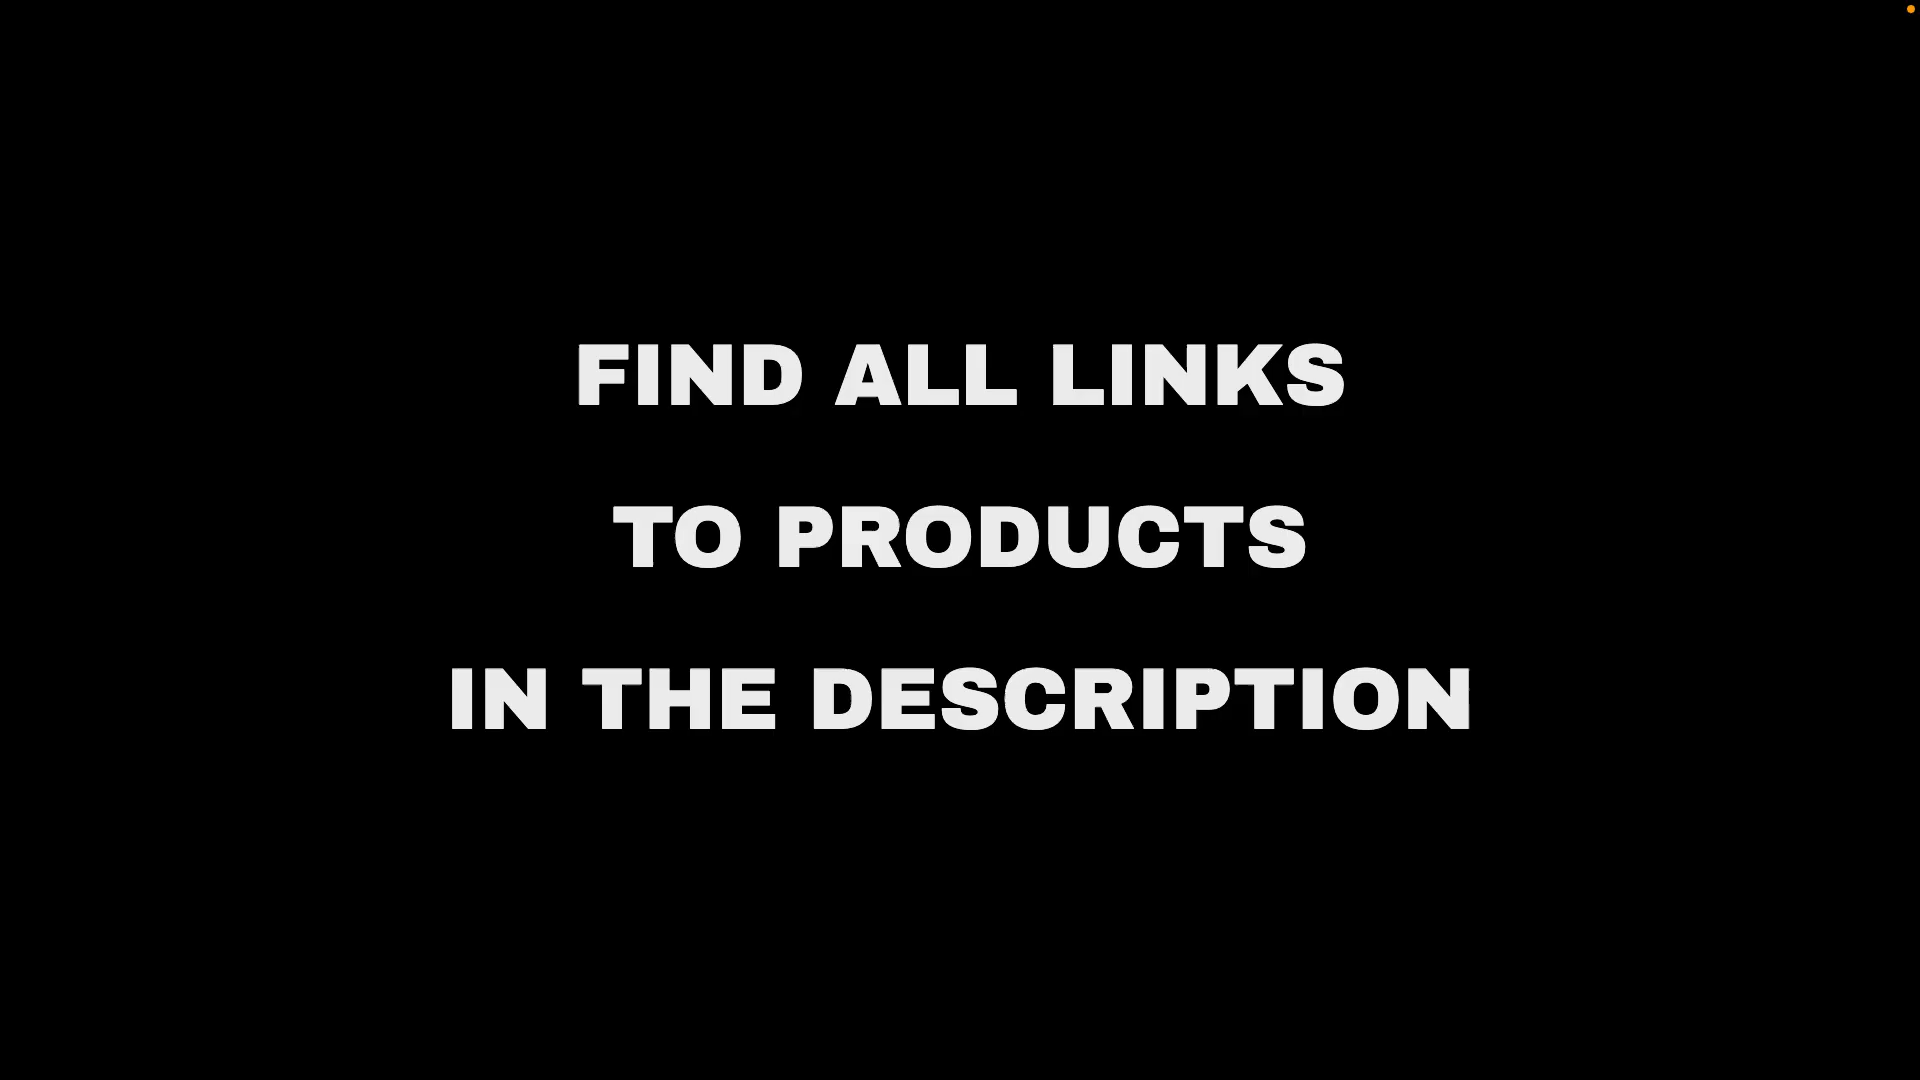 FIND ALL LINKS
TO PRODUCTS
IN THE DESCRIPTION